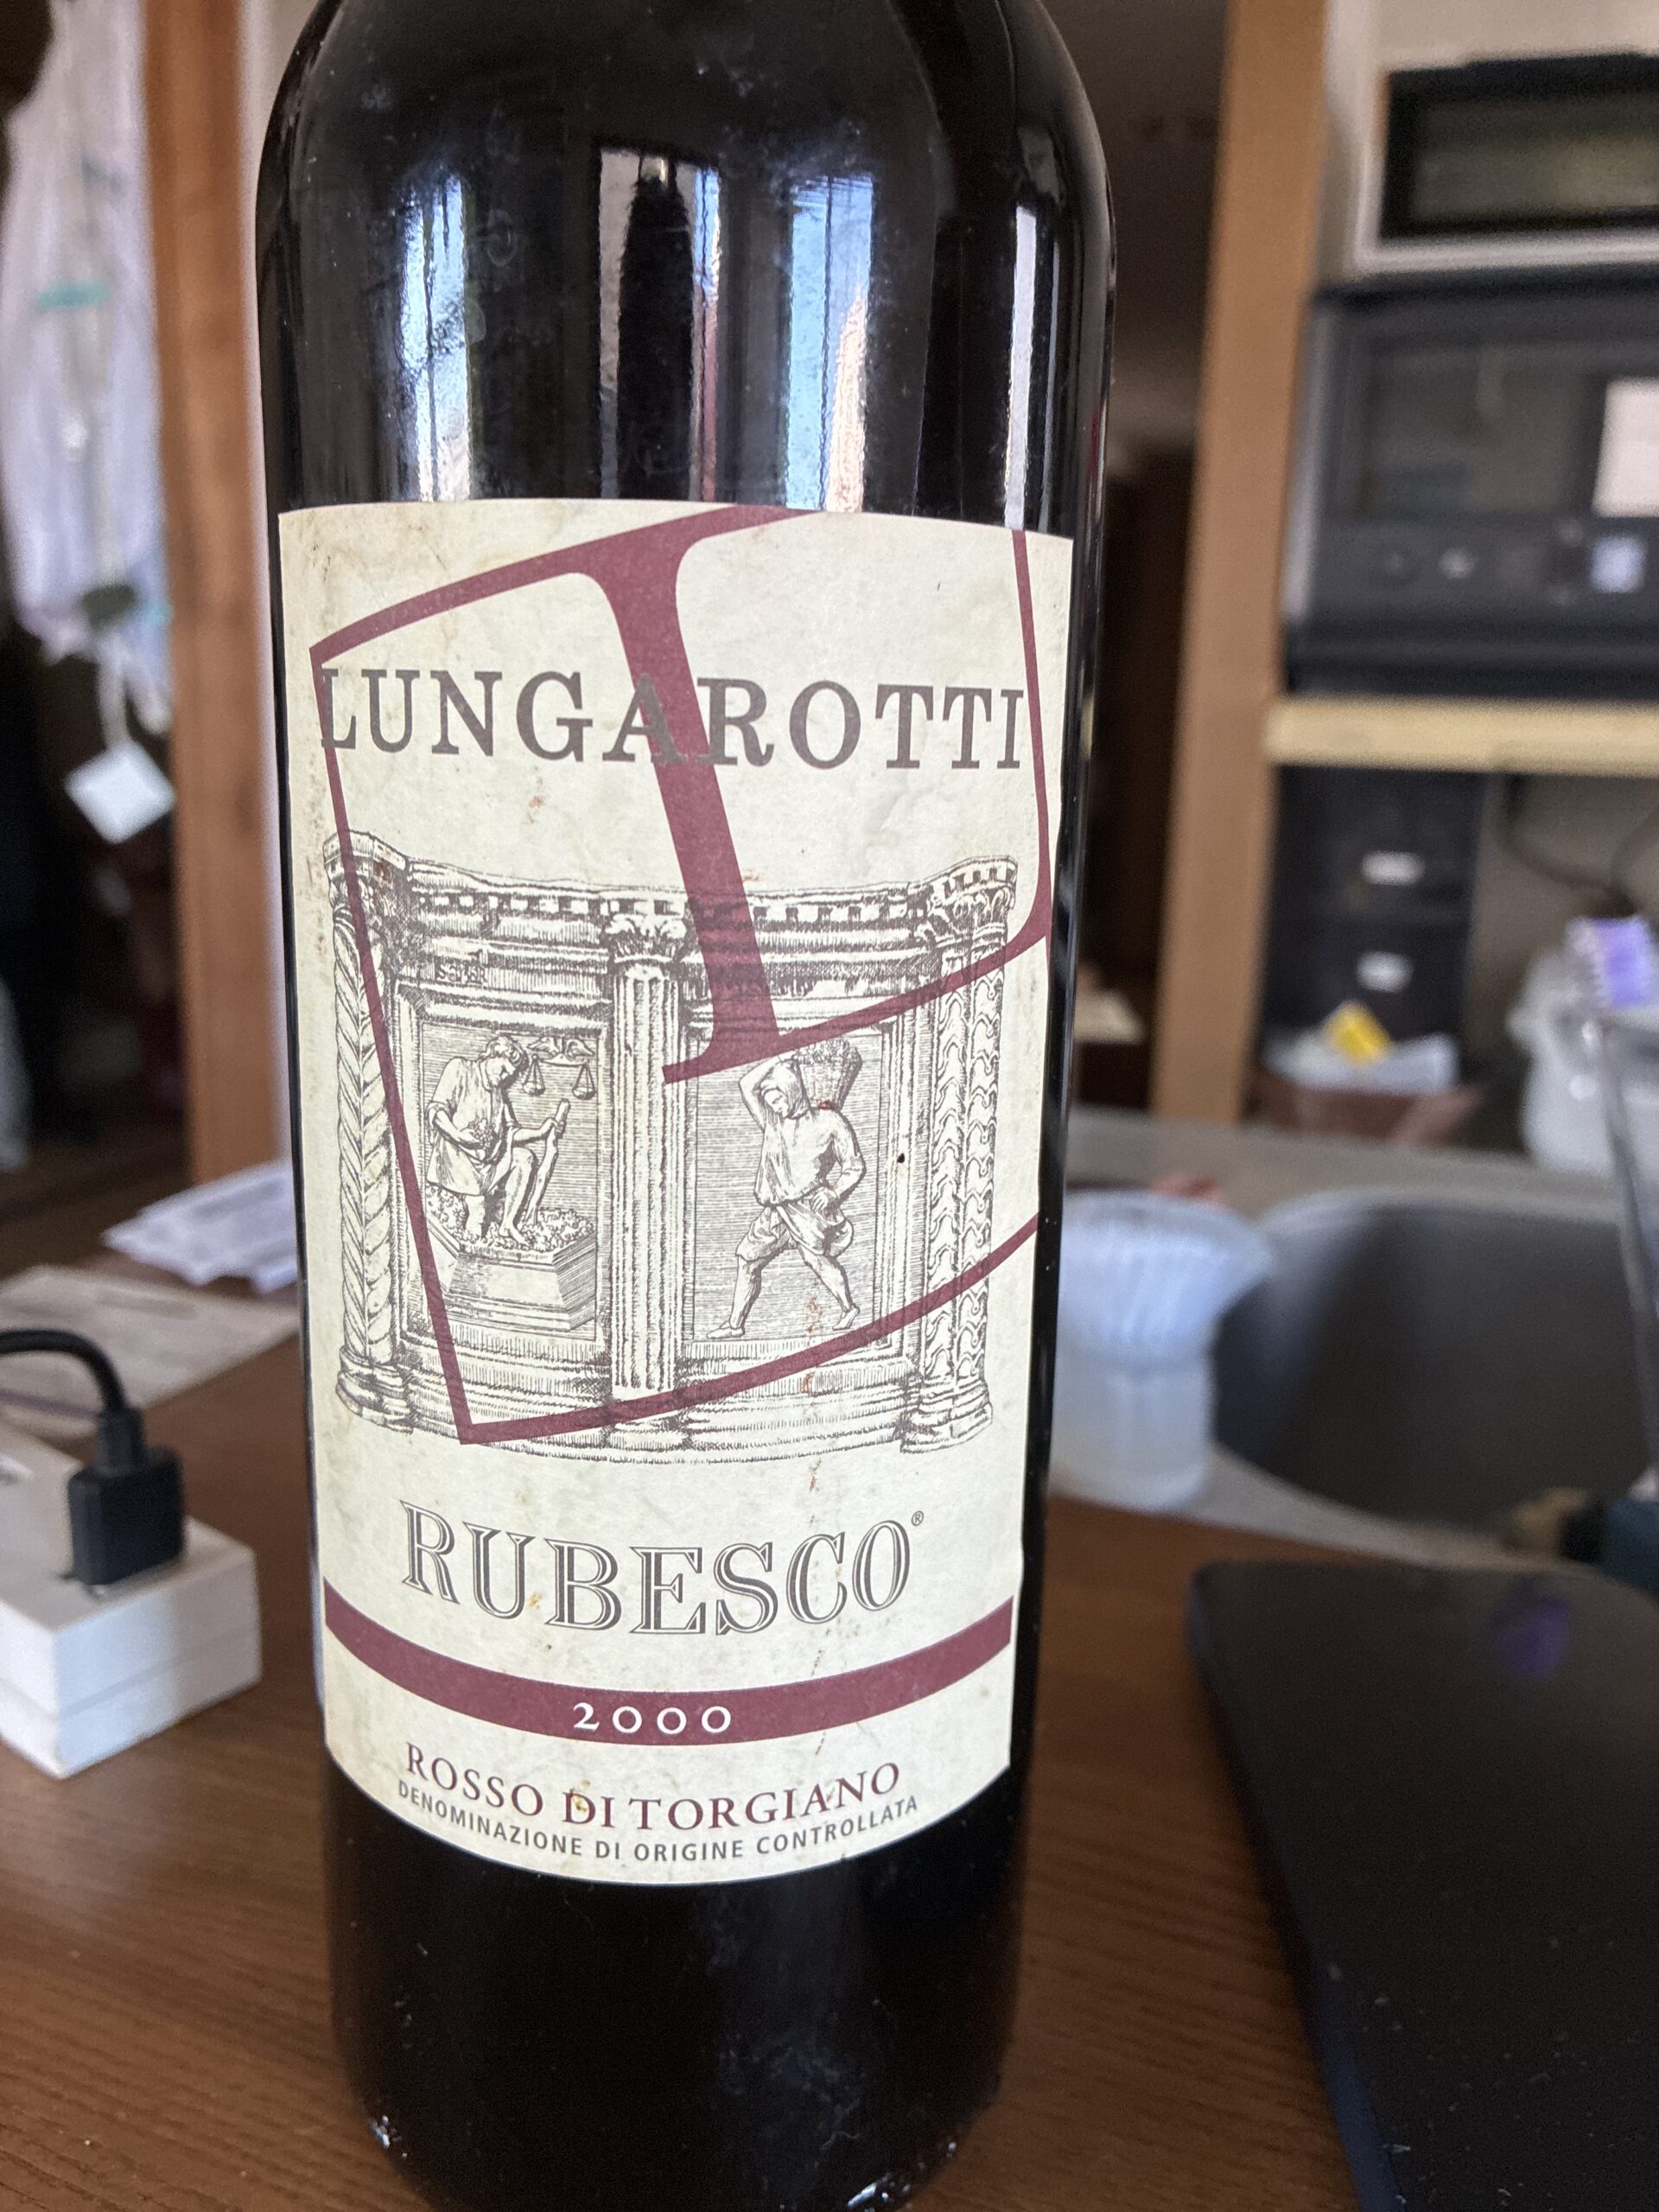 LUNGAROTTI
RUBESCO®
2000
ROSSO DI TORGIANO
DENOMINAZIONE DI ORIGINE CONTROLLATA